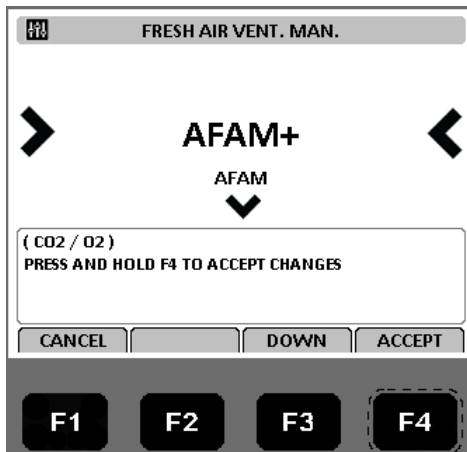 FRESH AIR VENT. MAN.
AFAM+
AFAM
( CO2 / O2 )
PRESS AND HOLD F4 TO ACCEPT CHANGES
CANCEL DOWN ACCEPT
F1 F2 F3 F4